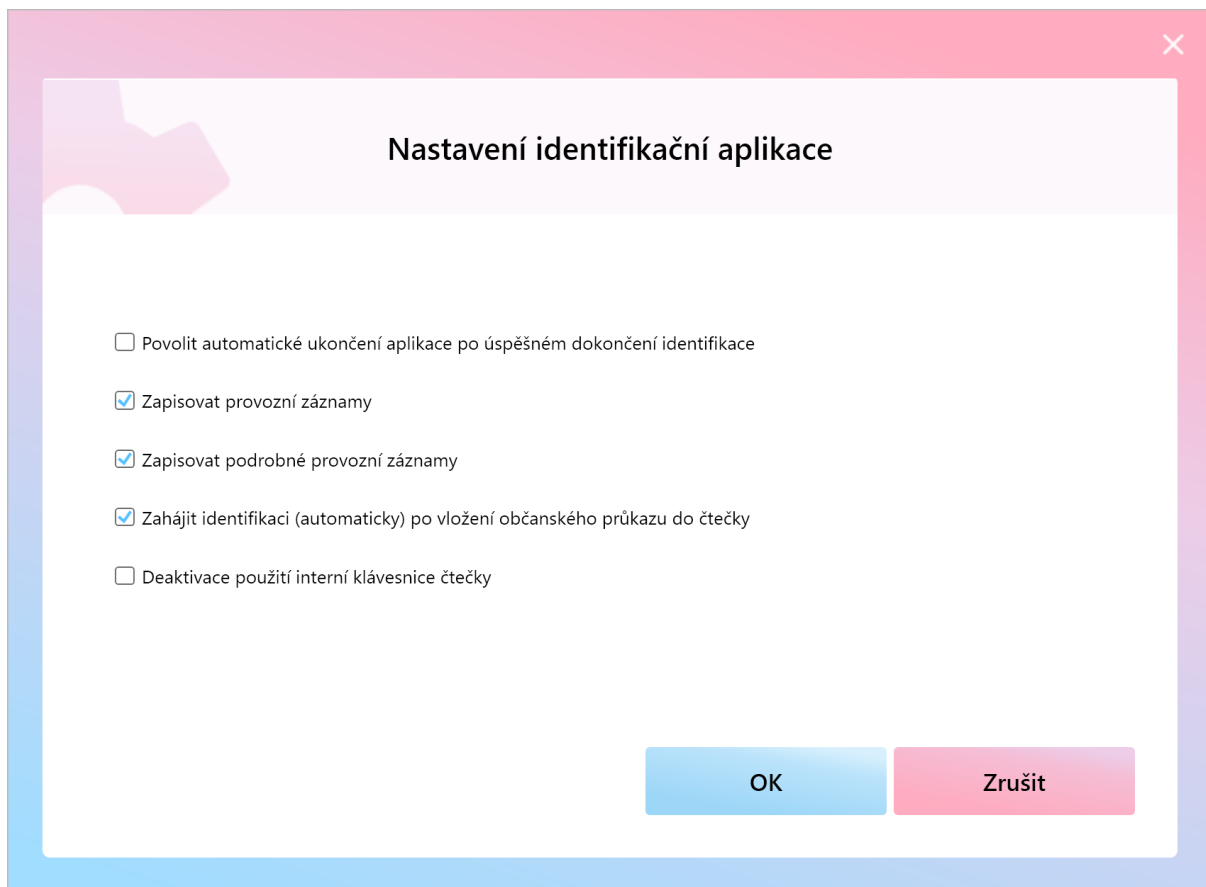 Nastavení identifikační aplikace
Povolit automatické ukončení aplikace po úspěšném dokončení identifikace
Zapisovat provozní záznamy
Zapisovat podrobné provozní záznamy
Zahájit identifikaci (automaticky) po vložení občanského průkazu do čtečky
Deaktivace použití interní klávesnice čtečky
OK Zrušit